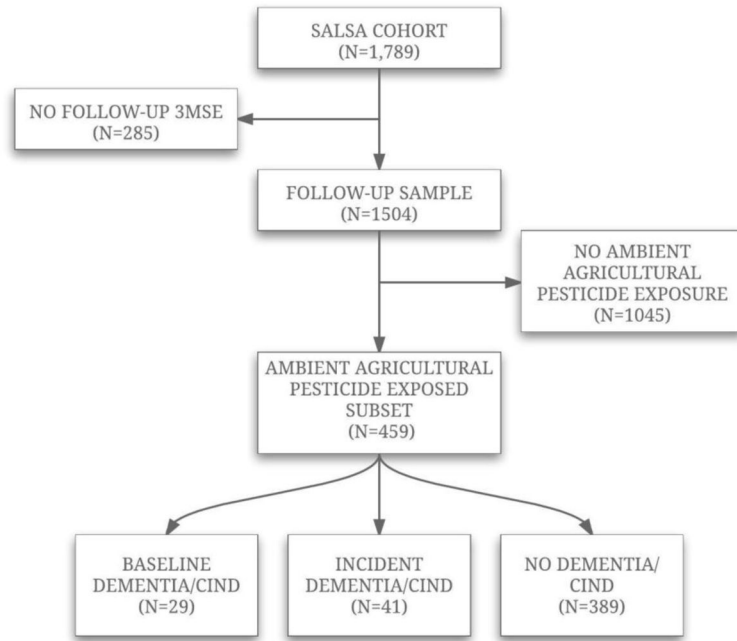 SALSA COHORT
(N=1,789)
NO FOLLOW-UP 3MSE
(N=285)
FOLLOW-UP SAMPLE
(N=1504)
NO AMBIENT
AGRICULTURAL
PESTICIDE EXPOSURE
(N=1045)
AMBIENT AGRICULTURAL
PESTICIDE EXPOSED
SUBSET
(N=459)
BASELINE
DEMENTIA/CIND
(N=29)
INCIDENT
DEMENTIA/CIND
(N=41)
NO DEMENTIA/
CIND
(N=389)